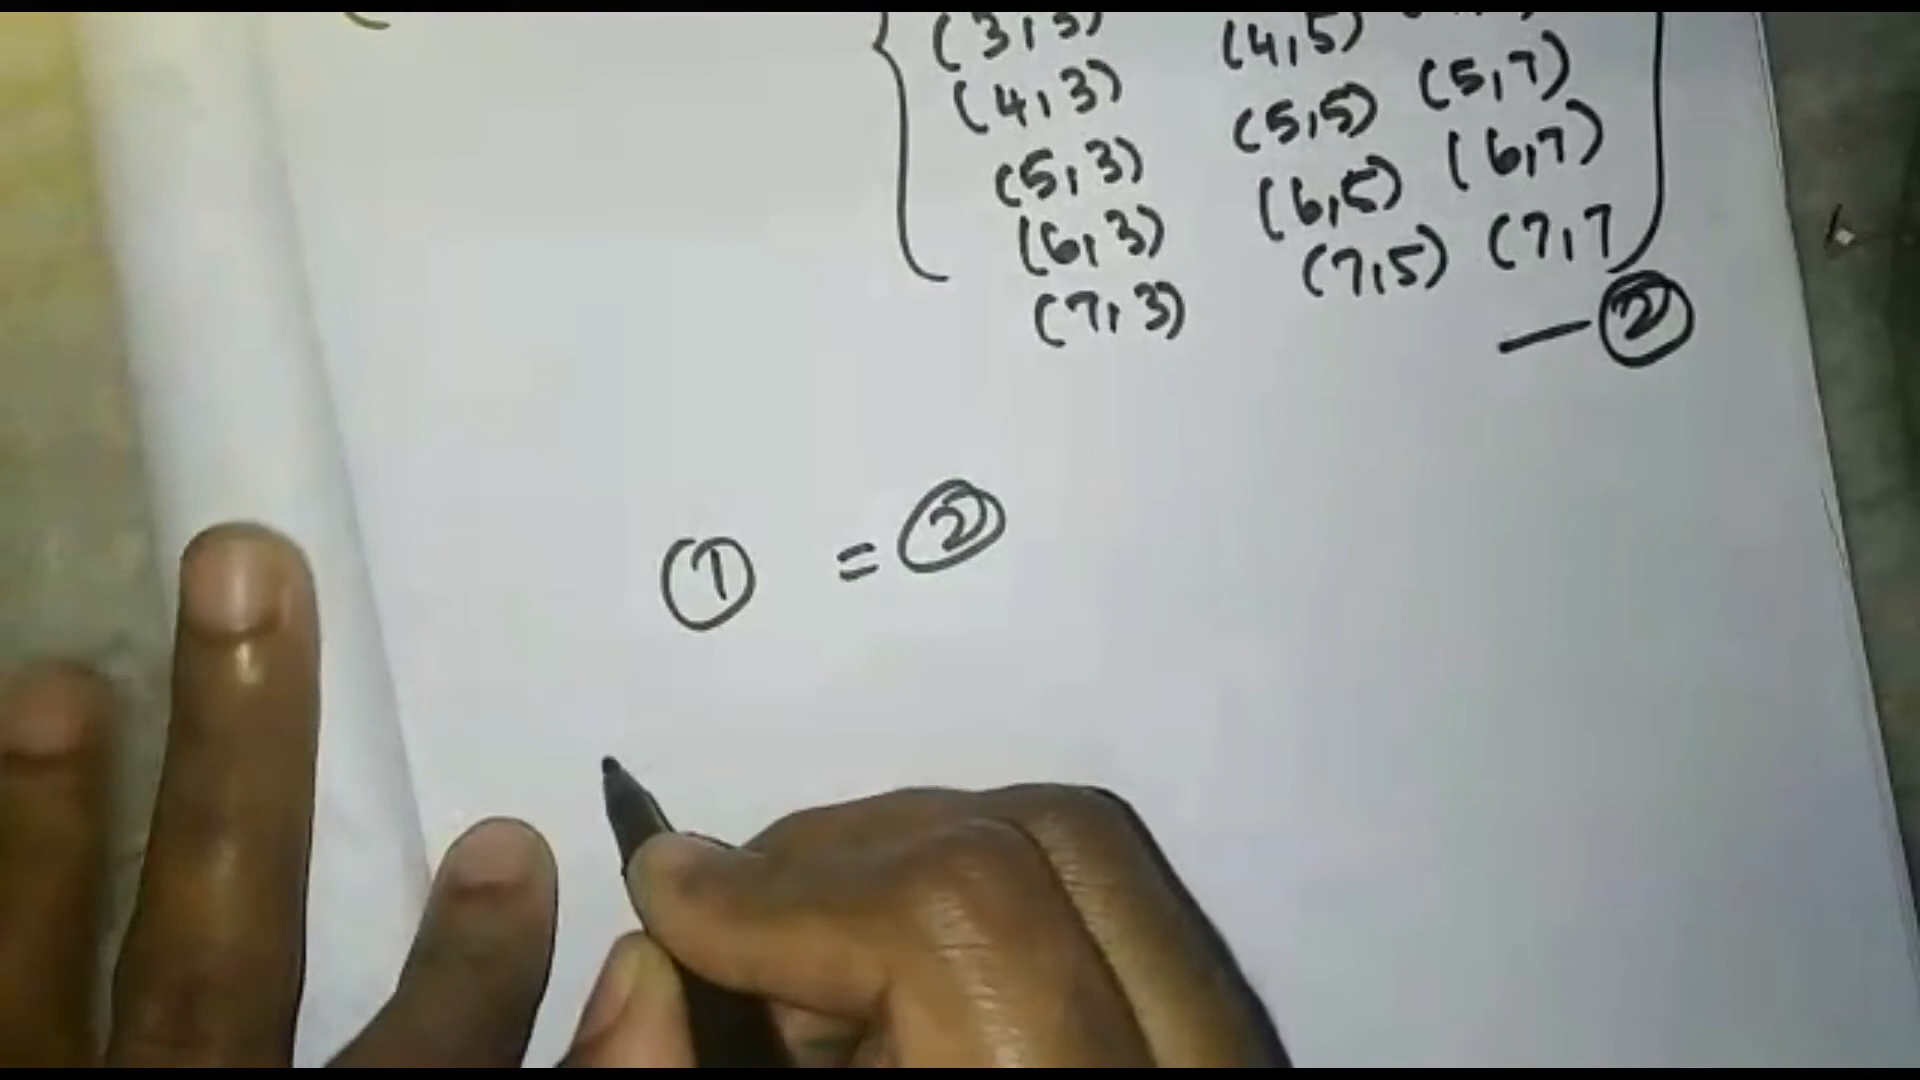 (3,3) (4,5)
(4,3) (5,5) (5,7)
(5,3) (6,5) (6,7)
(6,3) (7,5) (7,7
(7,3) — ②
① = ②